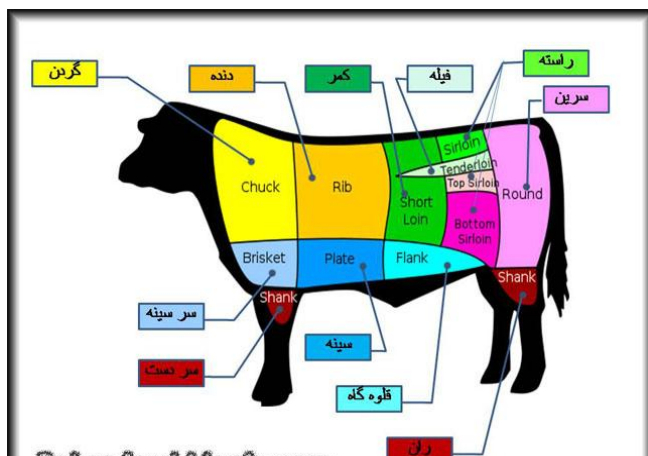 گردن
دنده
کمر
فیله
راسته
سرین
Chuck
Rib
Short
Loin
Sirloin
Tenderloin
Top Sirloin
Bottom
Sirloin
Round
Brisket
Plate
Flank
Shank
Shank
سر سینه
سر دست
سینه
قلوه گاه
ران